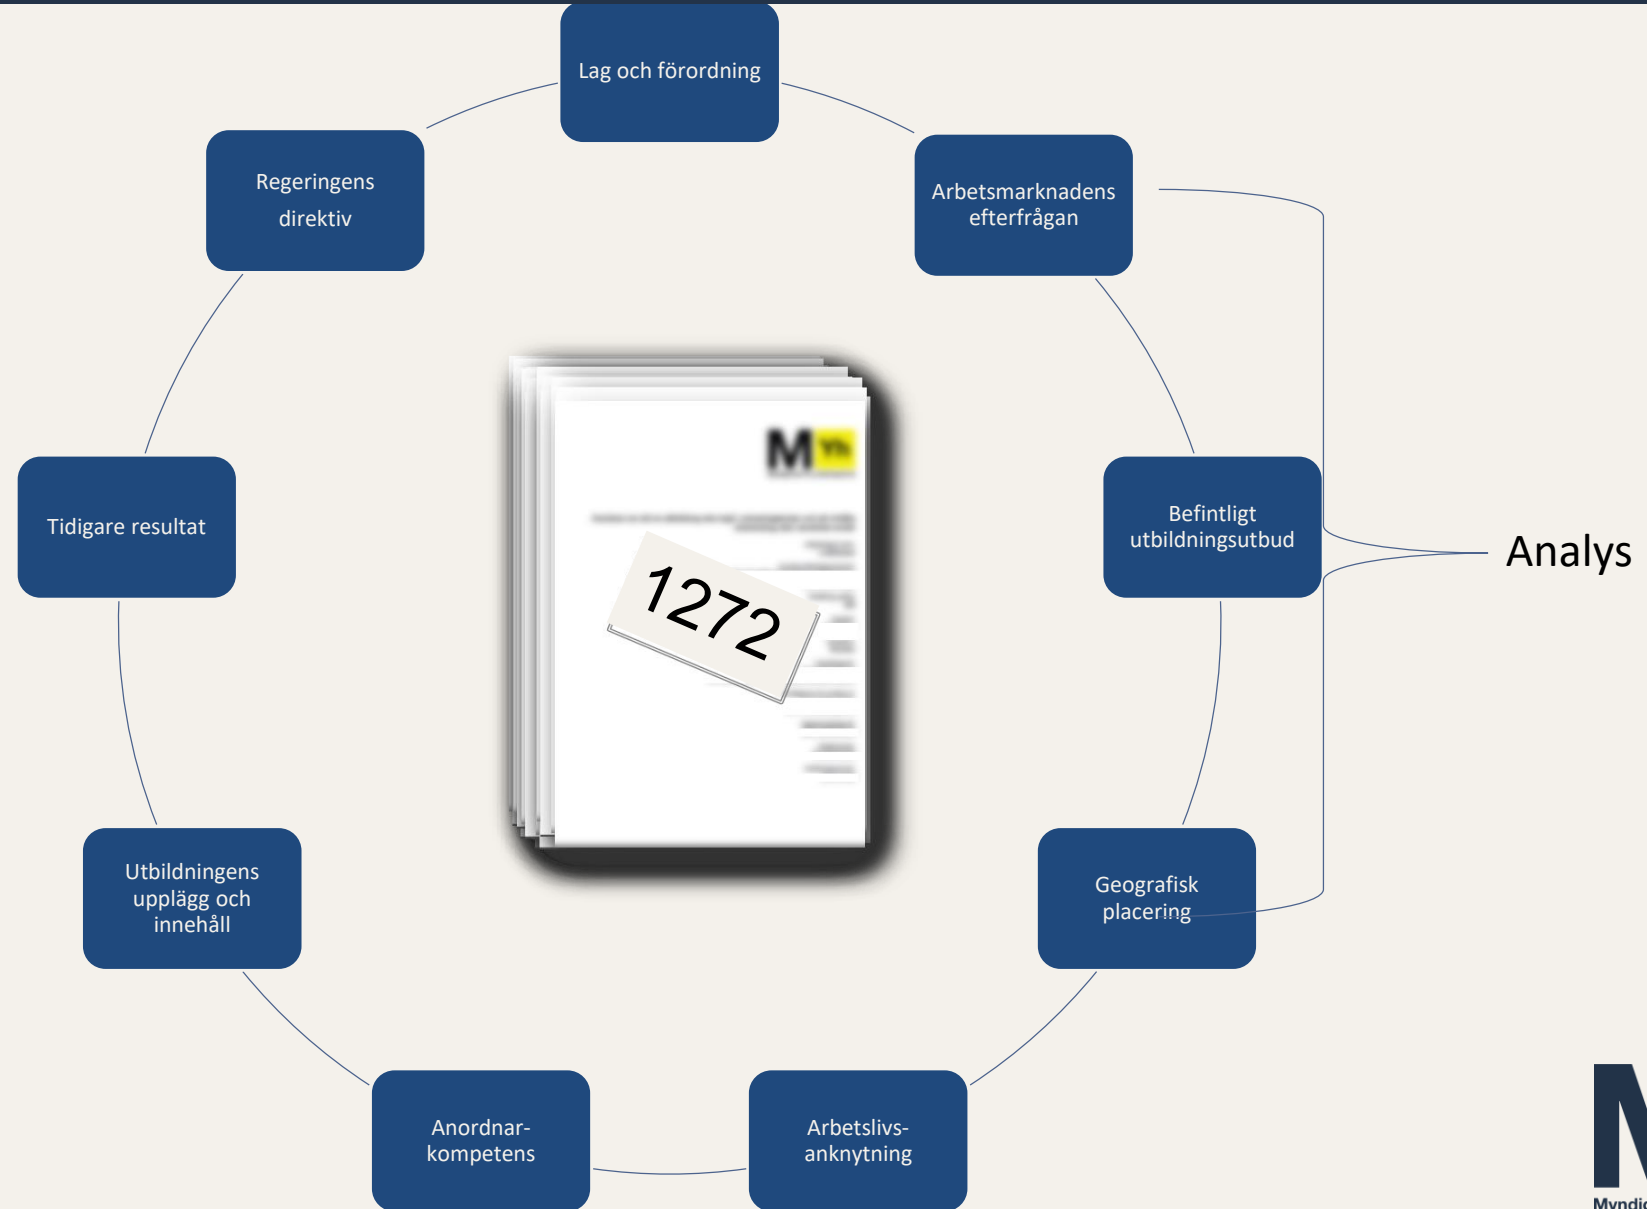 Lag och förordning
Regeringens
direktiv
Arbetsmarknadens
efterfrågan
M Yh
Befintligt
utbildningsutbud
Tidigare resultat
Analys
1272
Utbildningens
upplägg och
innehåll
Geografisk
placering
Anordnar-
kompetens
Arbetslivs-
anknytning
M